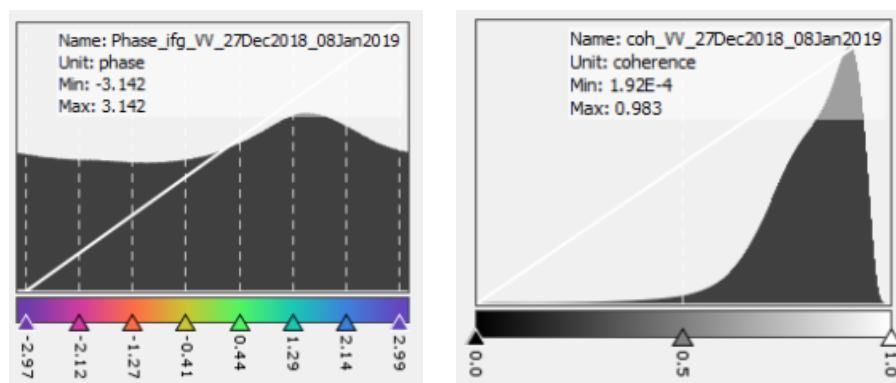 Name: Phase_ifg_VV_27Dec2018_08Jan2019
Unit: phase
Min: -3.142
Max: 3.142
-2.97
-2.12
-1.27
-0.41
0.44
1.29
2.14
2.99
Name: coh_VV_27Dec2018_08Jan2019
Unit: coherence
Min: 1.92E-4
Max: 0.983
0.0
0.5
1.0